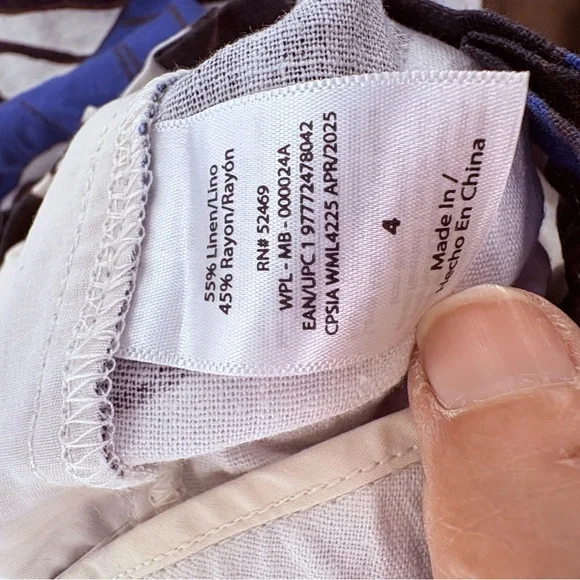 55% Linen/Lino
45% Rayon/Rayón
RN# 52469
WPL - MB - 000024A
EAN/UPC 1 97772478042
CPSIA WML4225 APR/2025
4
Made In /
Hecho En China